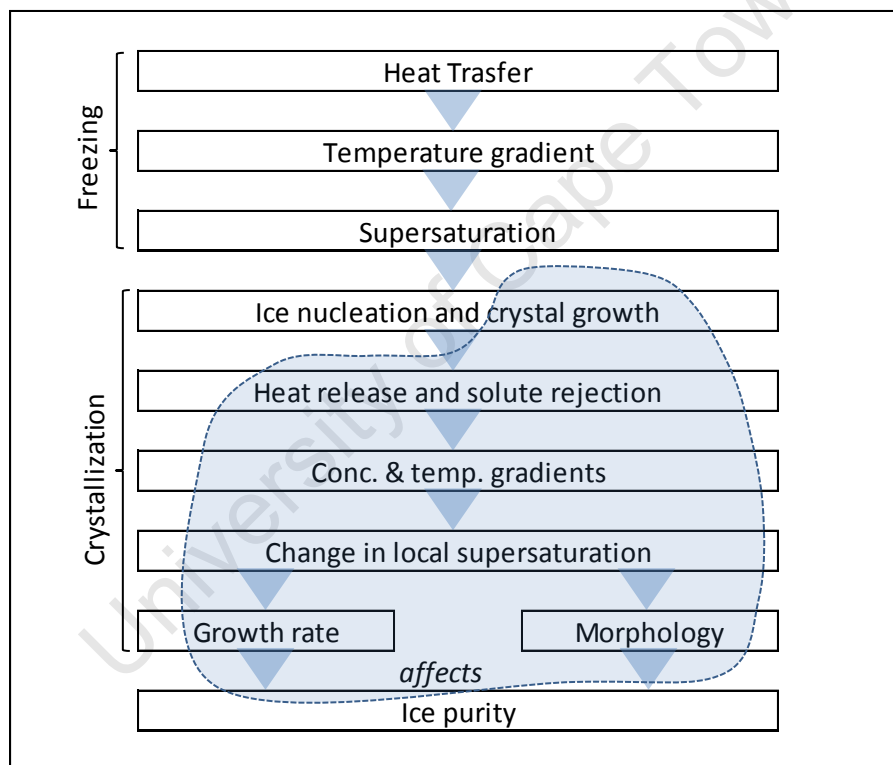 Freezing
Heat Trasfer
Temperature gradient
Supersaturation
Crystallization
Ice nucleation and crystal growth
Heat release and solute rejection
Conc. & temp. gradients
Change in local supersaturation
Growth rate
Morphology
affects
Ice purity
University of Cape Tow